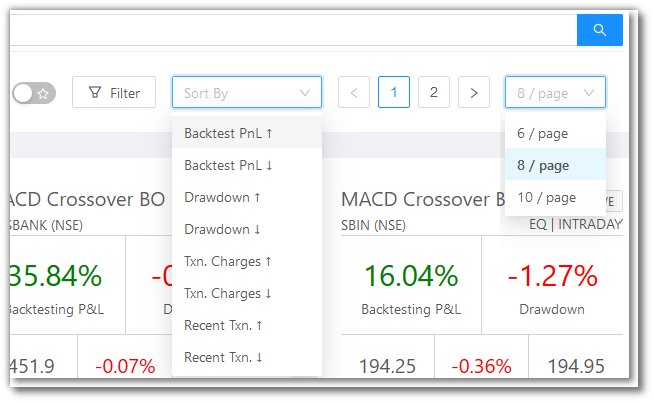 Filter
Sort By
1
2
8 / page
Backtest PnL ↑
Backtest PnL ↓
Drawdown ↑
Drawdown ↓
Txn. Charges ↑
Txn. Charges ↓
Recent Txn. ↑
Recent Txn. ↓
6 / page
8 / page
10 / page
ACD Crossover BO
SBANK (NSE)
35.84%
Backtesting P&L
451.9
-0.07%
MACD Crossover B
SBIN (NSE)
EQ | INTRADAY
16.04%
-1.27%
Backtesting P&L
Drawdown
194.25
-0.36%
194.95